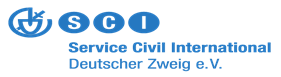 SCI
Service Civil International
Deutscher Zweig e.V.